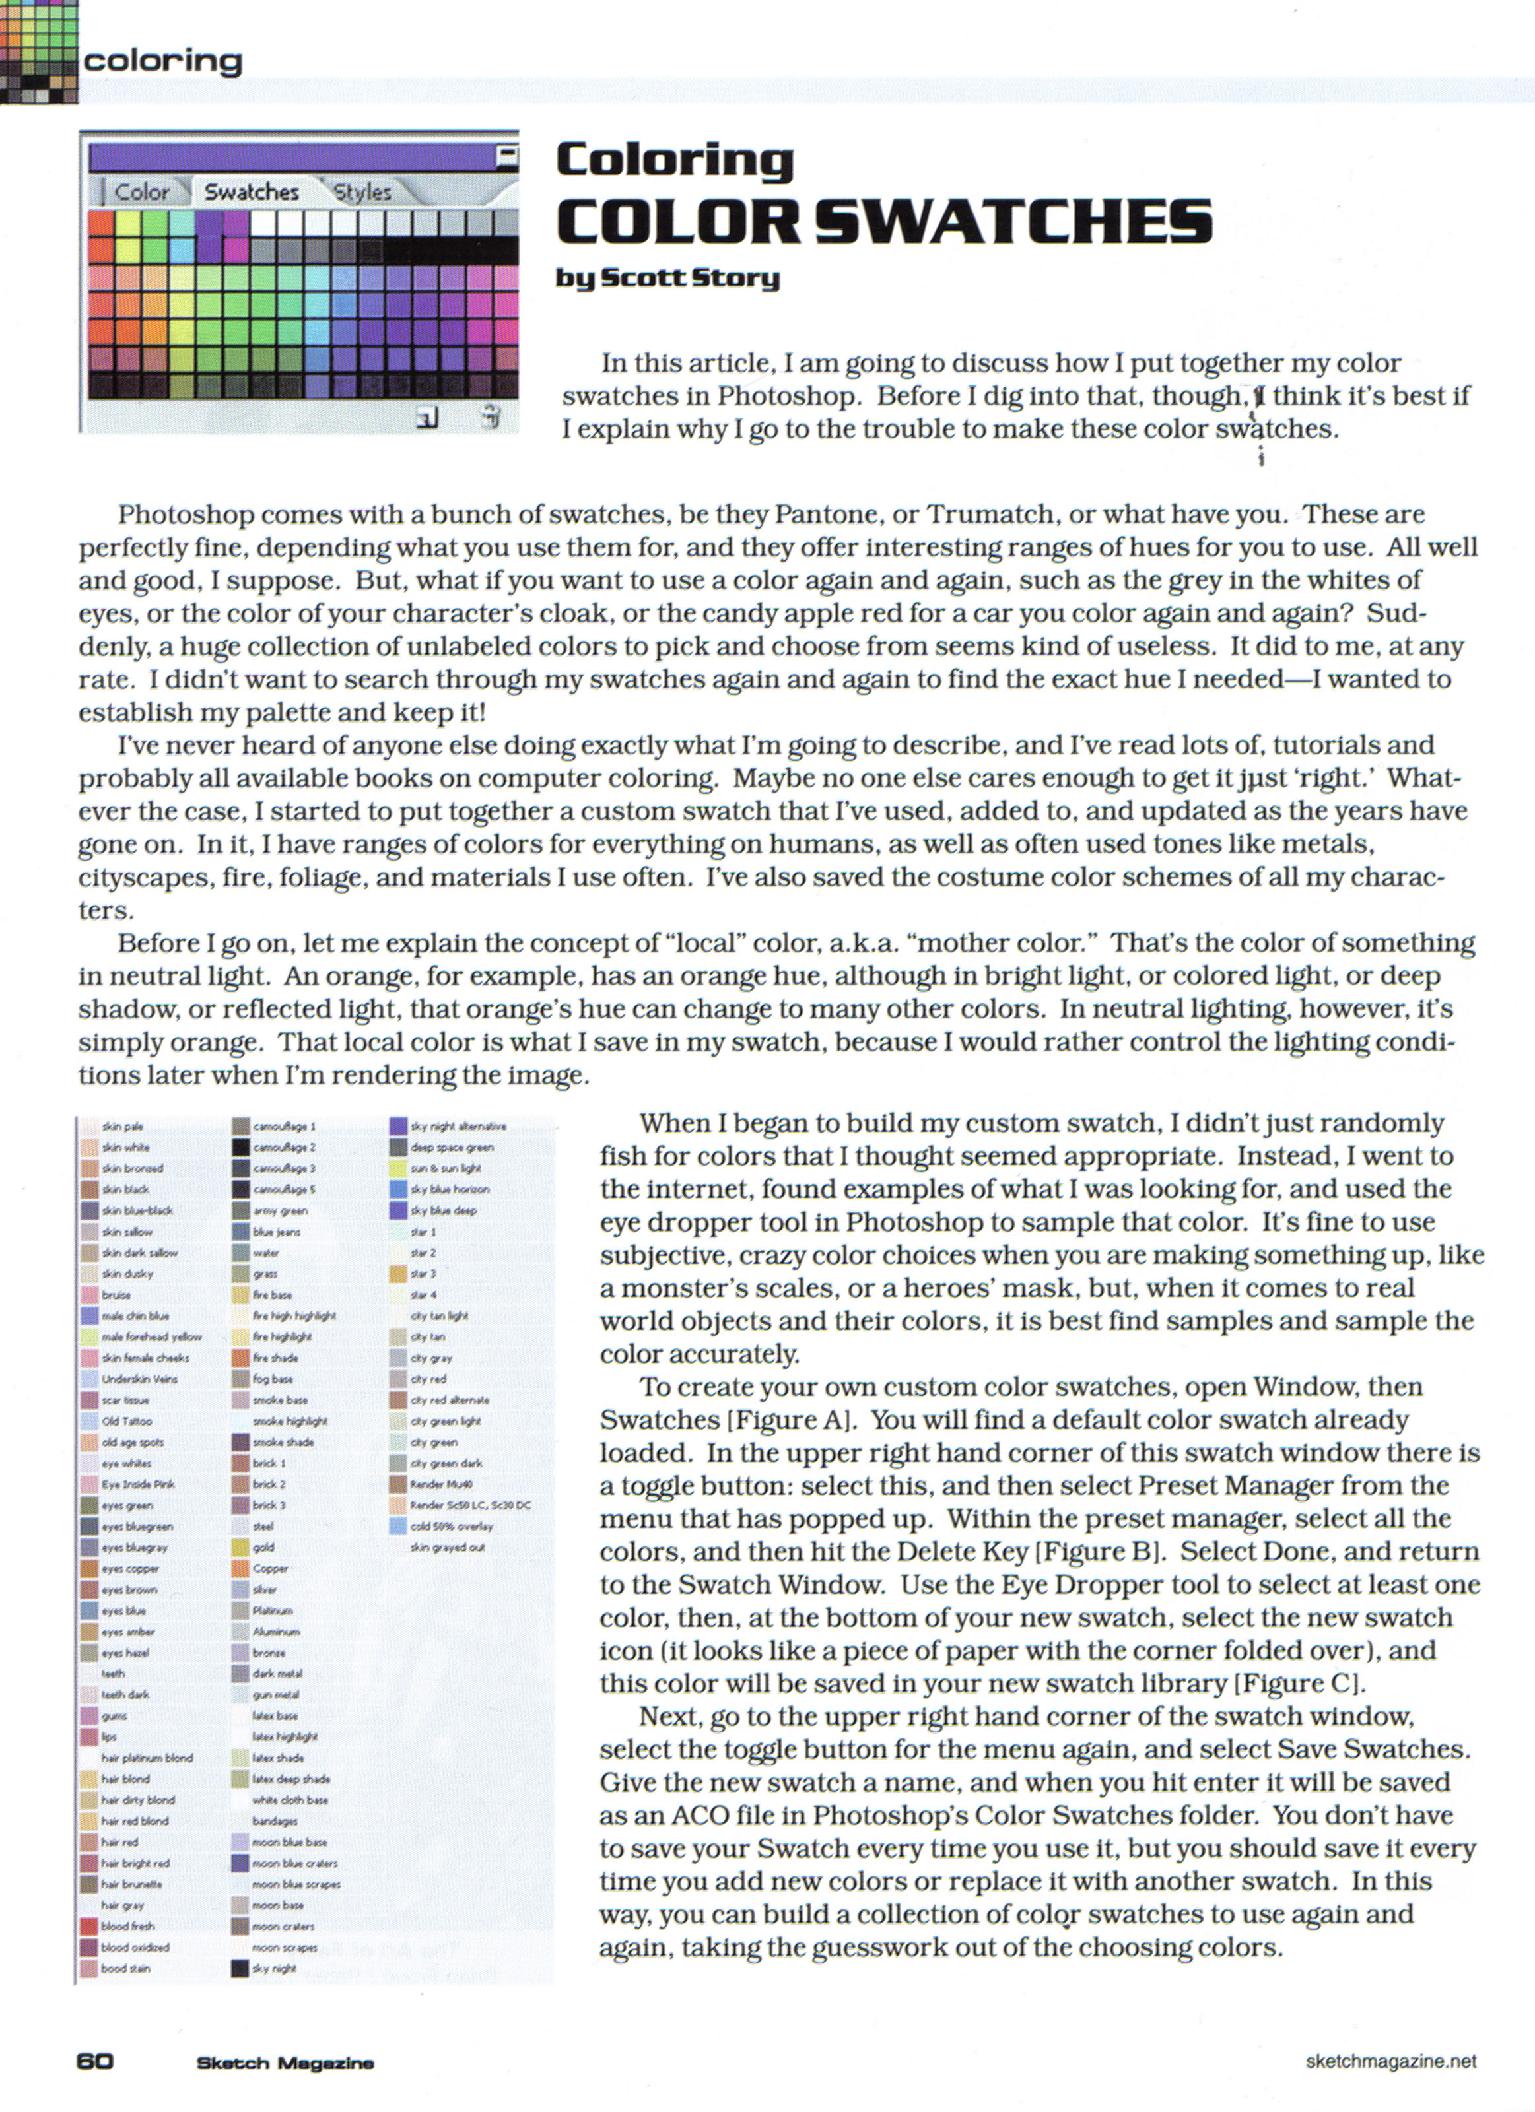 coloring
Color
Swatches
Styles
Coloring
COLOR SWATCHES
by Scott Story
In this article, I am going to discuss how I put together my color
swatches in Photoshop. Before I dig into that, though, I think it's best if
I explain why I go to the trouble to make these color swatches.
Photoshop comes with a bunch of swatches, be they Pantone, or Trumatch, or what have you. These are
perfectly fine, depending what you use them for, and they offer interesting ranges of hues for you to use. All well
and good, I suppose. But, what if you want to use a color again and again, such as the grey in the whites of
eyes, or the color of your character's cloak, or the candy apple red for a car you color again and again? Sud-
denly, a huge collection of unlabeled colors to pick and choose from seems kind of useless. It did to me, at any
rate. I didn't want to search through my swatches again and again to find the exact hue I needed—I wanted to
establish my palette and keep it!
I've never heard of anyone else doing exactly what I'm going to describe, and I've read lots of, tutorials and
probably all available books on computer coloring. Maybe no one else cares enough to get it just 'right.' What-
ever the case, I started to put together a custom swatch that I've used, added to, and updated as the years have
gone on. In it, I have ranges of colors for everything on humans, as well as often used tones like metals,
cityscapes, fire, foliage, and materials I use often. I've also saved the costume color schemes of all my charac-
ters.
Before I go on, let me explain the concept of "local" color, a.k.a. "mother color." That's the color of something
in neutral light. An orange, for example, has an orange hue, although in bright light, or colored light, or deep
shadow, or reflected light, that orange's hue can change to many other colors. In neutral lighting, however, it's
simply orange. That local color is what I save in my swatch, because I would rather control the lighting condi-
tions later when I'm rendering the image.
skin pale
skin white
skin bronzed
skin black
skin blue-black
skin sallow
skin dark sallow
skin dusky
bruise
male chin blue
male forehead yellow
skin female cheeks
Underskin Veins
scar tissue
Old Tattoo
old age spots
eye whites
Eye Inside Pink
eyes green
eyes bluegreen
eyes bluegray
eyes copper
eyes brown
eyes blue
eyes amber
eyes hazel
teeth
teeth dark
gums
lips
hair platinum blond
hair blond
hair dirty blond
hair red blond
hair red
hair bright red
hair brunette
hair gray
blood fresh
blood oxidized
bood stain
camouflage 1
camouflage 2
camouflage 3
camouflage 5
army green
blue jeans
water
grass
fire base
fire high highlight
fire highlight
fire shade
fog base
smoke base
smoke highlight
smoke shade
brick 1
brick 2
brick 3
steel
gold
Copper
silver
Platinum
Aluminum
bronze
dark metal
gun metal
latex base
latex highlight
latex shade
latex deep shade
white cloth base
bandages
moon blue base
moon blue craters
moon blue scrapes
moon base
moon craters
moon scrapes
sky night
sky night alternative
deep space green
sun & sun light
sky blue horizon
sky blue deep
star 1
star 2
star 3
star 4
city tan light
city tan
city gray
city red
city red alternate
city green light
city green
city green dark
Render Mu40
Render Sc50 LC, Sc30 DC
cold 50% overlay
skin grayed out
When I began to build my custom swatch, I didn't just randomly
fish for colors that I thought seemed appropriate. Instead, I went to
the internet, found examples of what I was looking for, and used the
eye dropper tool in Photoshop to sample that color. It's fine to use
subjective, crazy color choices when you are making something up, like
a monster's scales, or a heroes' mask, but, when it comes to real
world objects and their colors, it is best find samples and sample the
color accurately.
To create your own custom color swatches, open Window, then
Swatches [Figure A]. You will find a default color swatch already
loaded. In the upper right hand corner of this swatch window there is
a toggle button: select this, and then select Preset Manager from the
menu that has popped up. Within the preset manager, select all the
colors, and then hit the Delete Key [Figure B]. Select Done, and return
to the Swatch Window. Use the Eye Dropper tool to select at least one
color, then, at the bottom of your new swatch, select the new swatch
icon (it looks like a piece of paper with the corner folded over), and
this color will be saved in your new swatch library [Figure C].
Next, go to the upper right hand corner of the swatch window,
select the toggle button for the menu again, and select Save Swatches.
Give the new swatch a name, and when you hit enter it will be saved
as an ACO file in Photoshop's Color Swatches folder. You don't have
to save your Swatch every time you use it, but you should save it every
time you add new colors or replace it with another swatch. In this
way, you can build a collection of color swatches to use again and
again, taking the guesswork out of the choosing colors.
60
Sketch Magazine
sketchmagazine.net